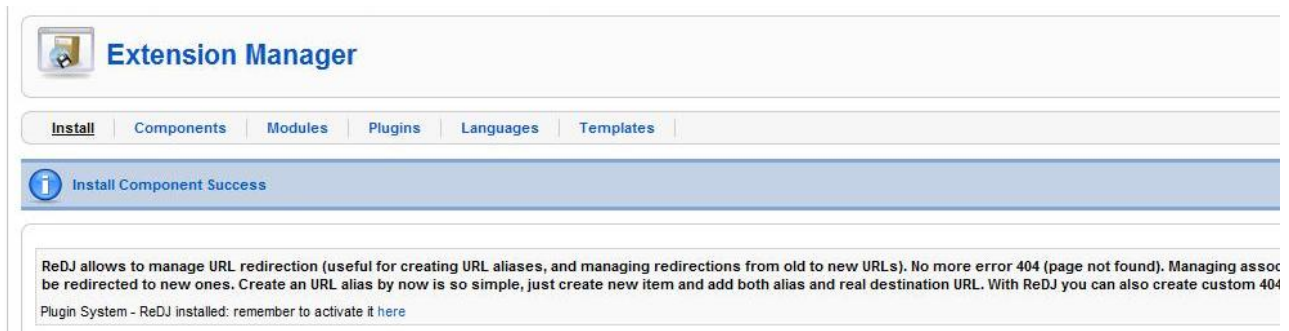 Extension Manager
Install Components Modules Plugins Languages Templates
Install Component Success
ReDJ allows to manage URL redirection (useful for creating URL aliases, and managing redirections from old to new URLs). No more error 404 (page not found). Managing assoc
be redirected to new ones. Create an URL alias by now is so simple, just create new item and add both alias and real destination URL. With ReDJ you can also create custom 404
Plugin System - ReDJ installed: remember to activate it here